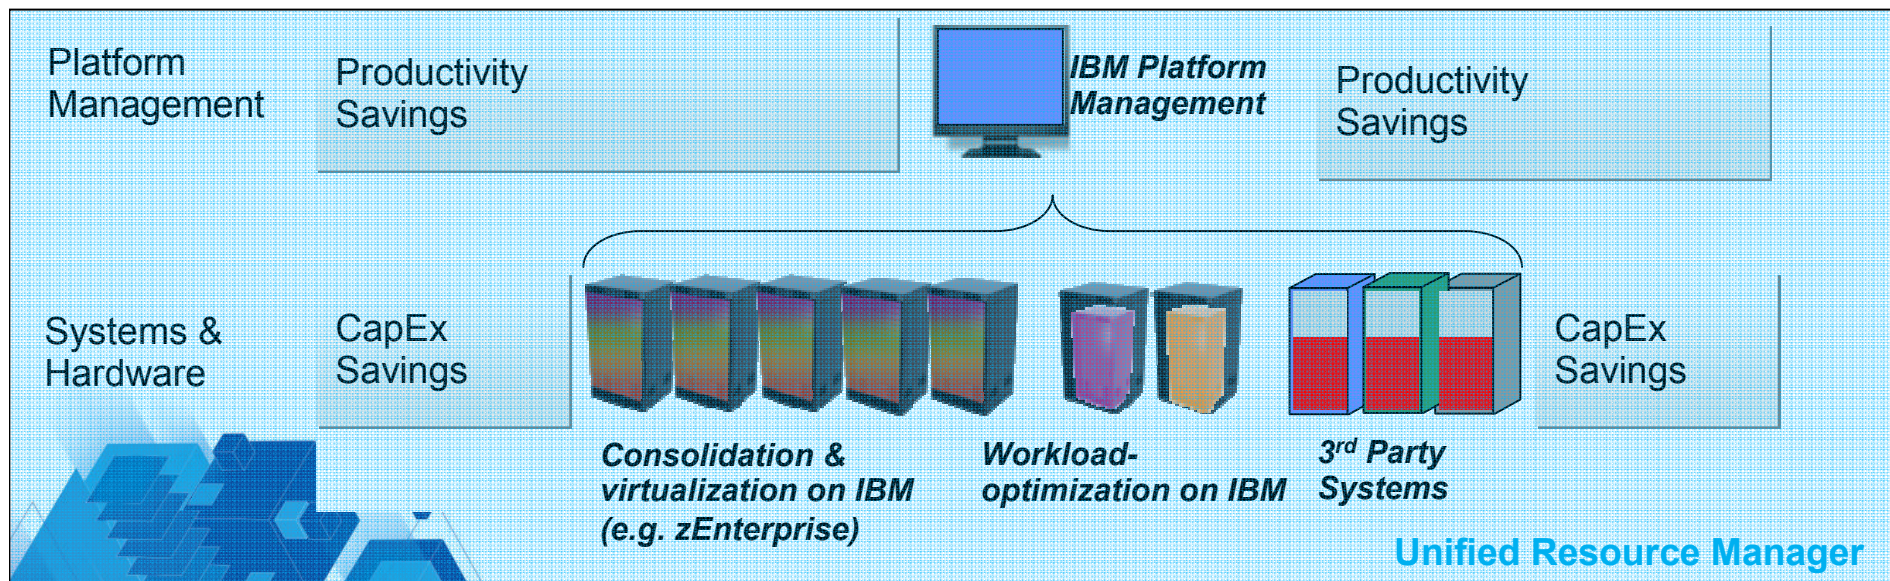 Platform
Management
Productivity
Savings
IBM Platform
Management
Productivity
Savings
Systems &
Hardware
CapEx
Savings
CapEx
Savings
Consolidation &
virtualization on IBM
(e.g. zEnterprise)
Workload-
optimization on IBM
3rd Party
Systems
Unified Resource Manager